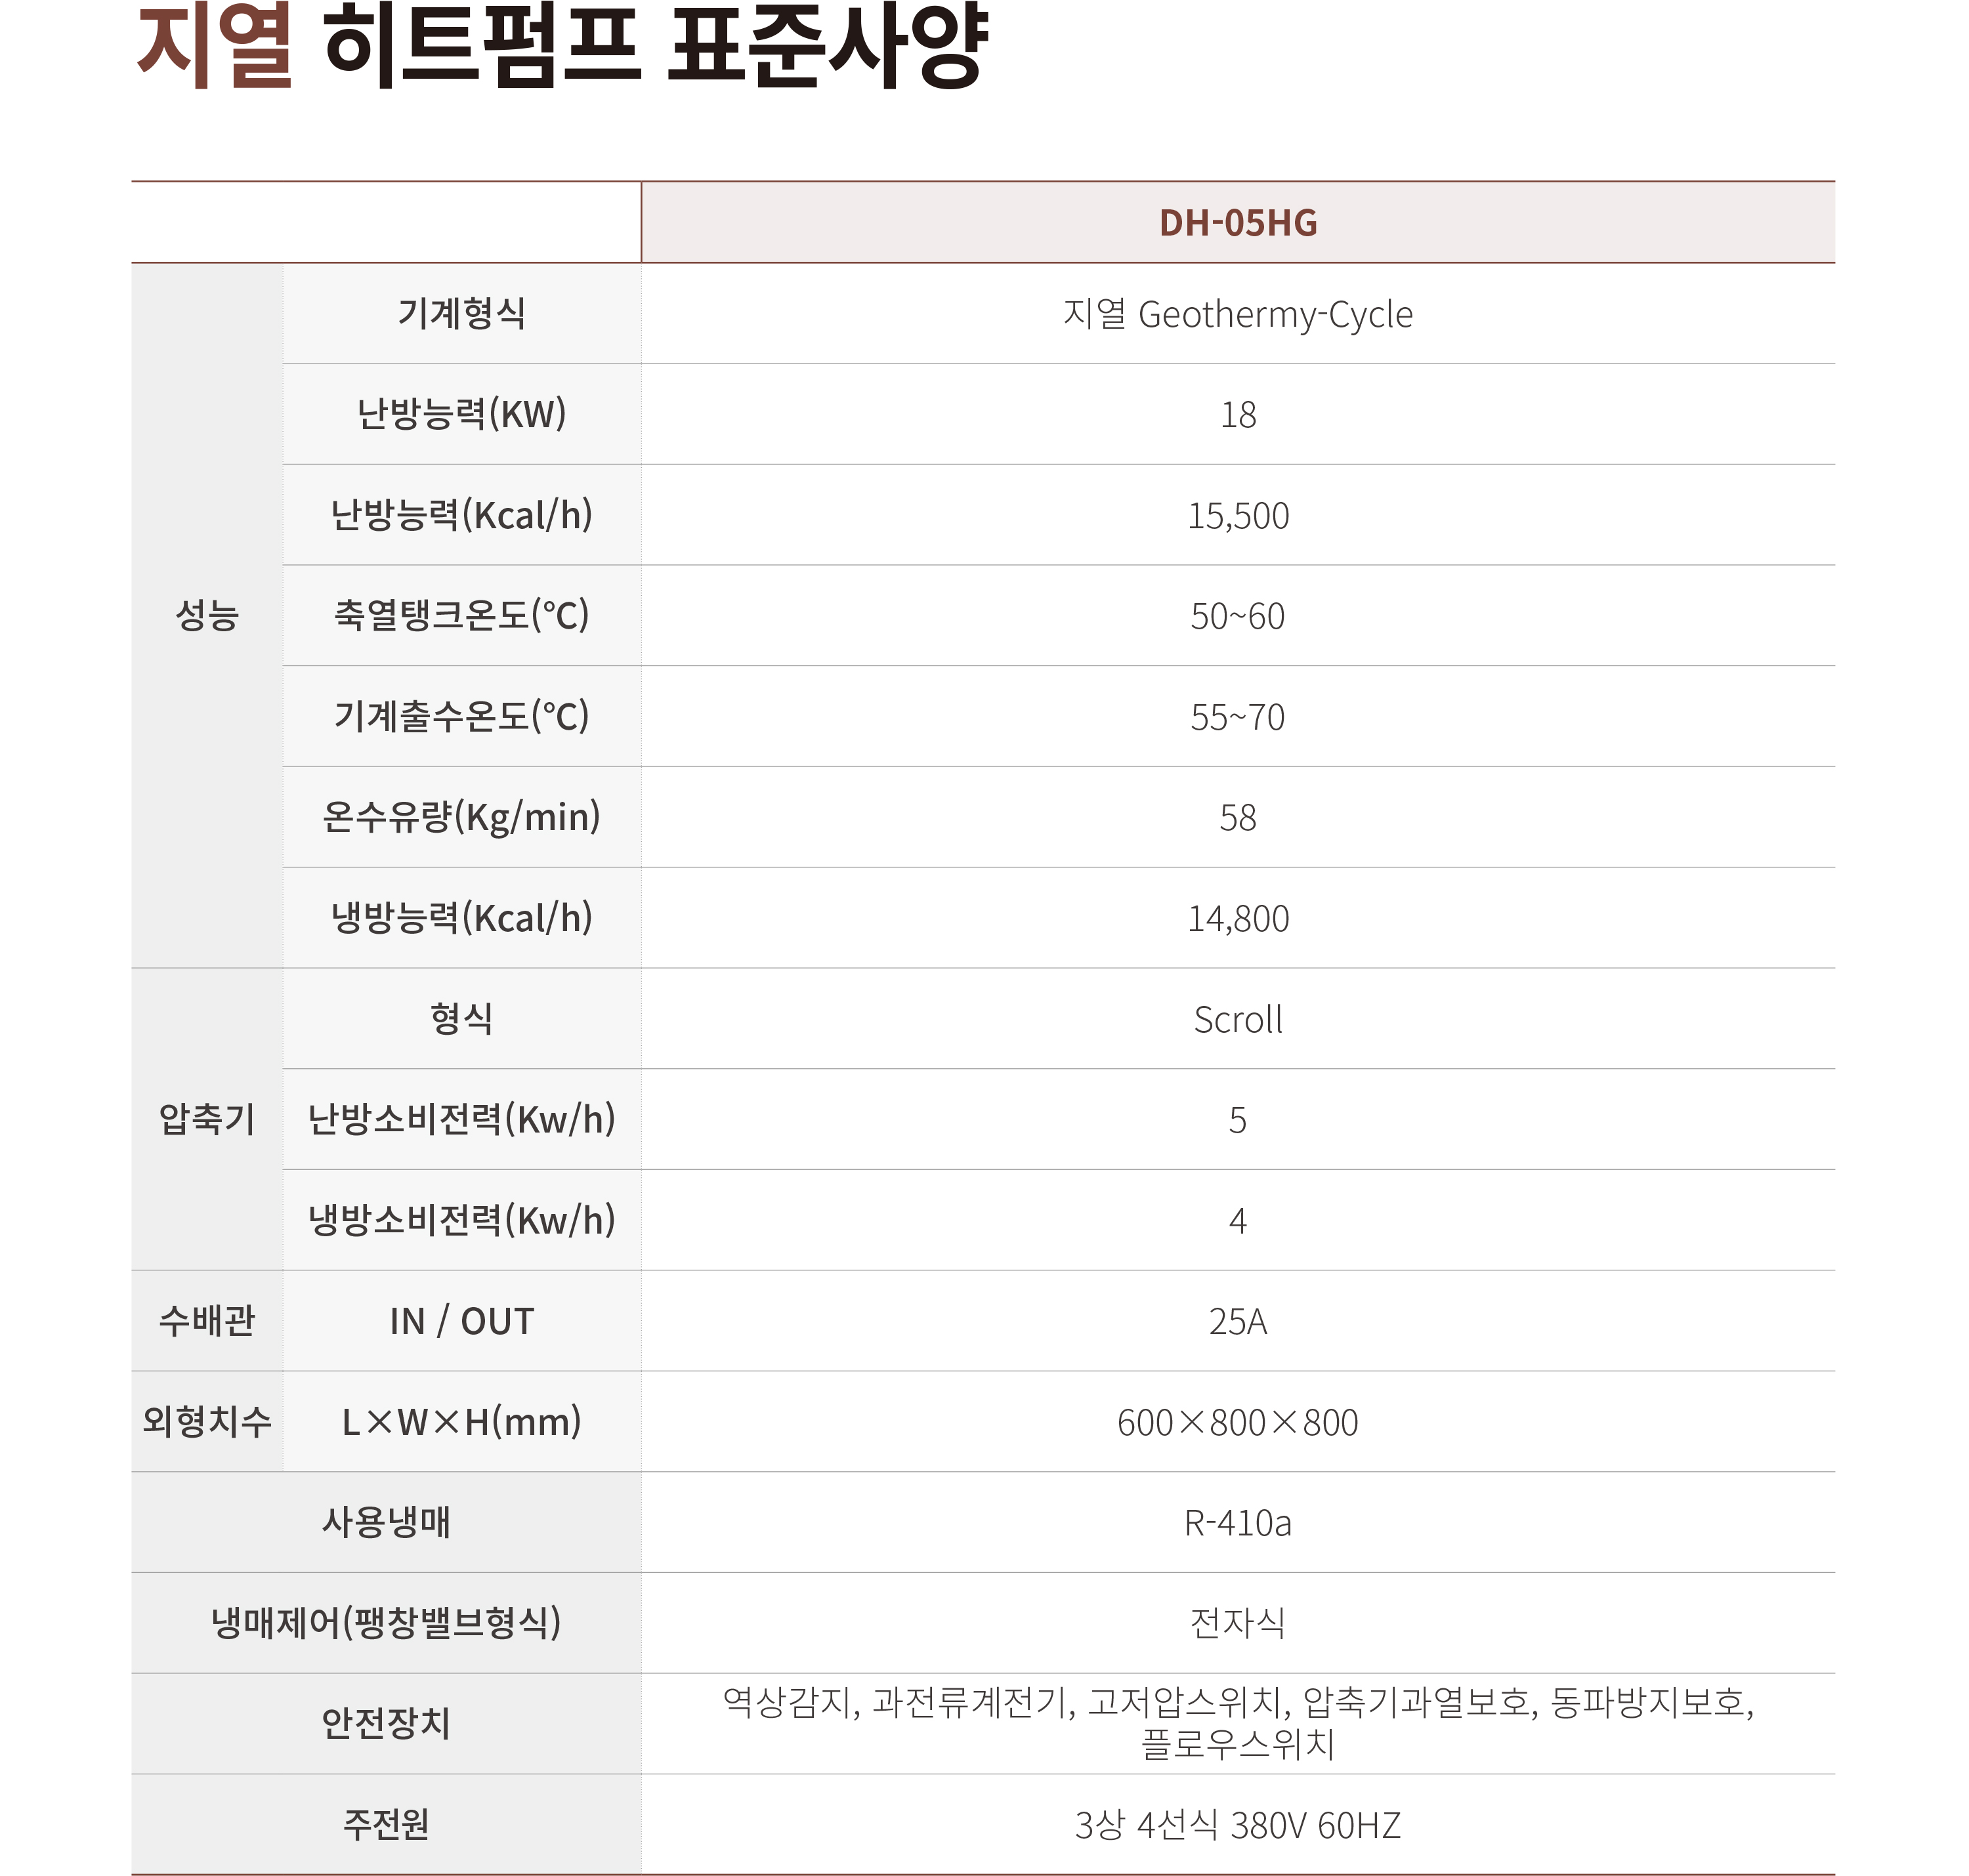 지열 히트펌프 표준사양
DH-05HG
성능
기계형식
지열 Geothermy-Cycle
난방능력(KW)
18
난방능력(Kcal/h)
15,500
축열탱크온도(℃)
50~60
기계출수온도(℃)
55~70
온수유량(Kg/min)
58
냉방능력(Kcal/h)
14,800
압축기
형식
Scroll
난방소비전력(Kw/h)
5
냉방소비전력(Kw/h)
4
수배관
IN / OUT
25A
외형치수
L×W×H(mm)
600×800×800
사용냉매
R-410a
냉매제어(팽창밸브형식)
전자식
안전장치
역상감지, 과전류계전기, 고저압스위치, 압축기과열보호, 동파방지보호,
플로우스위치
주전원
3상 4선식 380V 60HZ